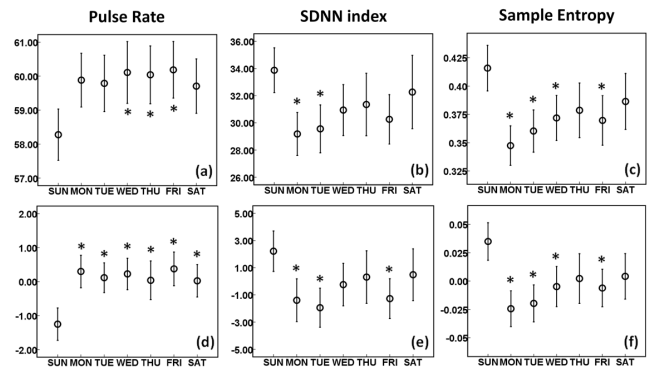 Pulse Rate SDNN index Sample Entropy
61.00
60.00
59.00
58.00
57.00
* * *
(a)
SUN MON TUE WED THU FRI SAT
36.00
34.00
32.00
30.00
28.00
26.00
* *
(b)
SUN MON TUE WED THU FRI SAT
0.425
0.40
0.375
0.35
0.325
* * * *
(c)
SUN MON TUE WED THU FRI SAT
2.00
1.00
0.00
-1.00
-2.00
* * * * * *
(d)
SUN MON TUE WED THU FRI SAT
5.00
3.00
1.00
-1.00
-3.00
-5.00
* * *
(e)
SUN MON TUE WED THU FRI SAT
0.05
0.025
0.000
-0.025
-0.05
* * * *
(f)
SUN MON TUE WED THU FRI SAT